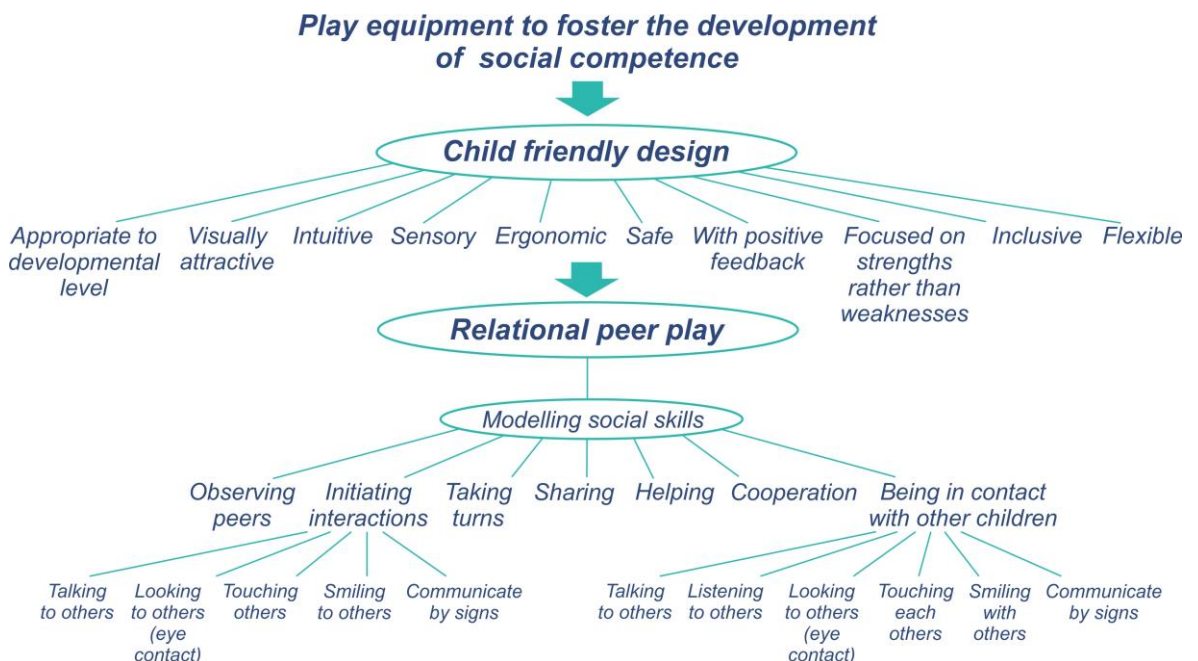 Play equipment to foster the development
of social competence
Child friendly design
Appropriate to
developmental
level
Visually
attractive
Intuitive
Sensory
Ergonomic
Safe
With positive
feedback
Focused on
strengths
rather than
weaknesses
Inclusive
Flexible
Relational peer play
Modelling social skills
Observing
peers
Initiating
interactions
Taking
turns
Sharing
Helping
Cooperation
Being in contact
with other children
Talking
to others
Looking
to others
(eye
contact)
Touching
others
Smiling
to others
Communicate
by signs
Talking
to others
Listening
to others
Looking
to others
(eye
contact)
Touching
each
others
Smiling
with
others
Communicate
by signs